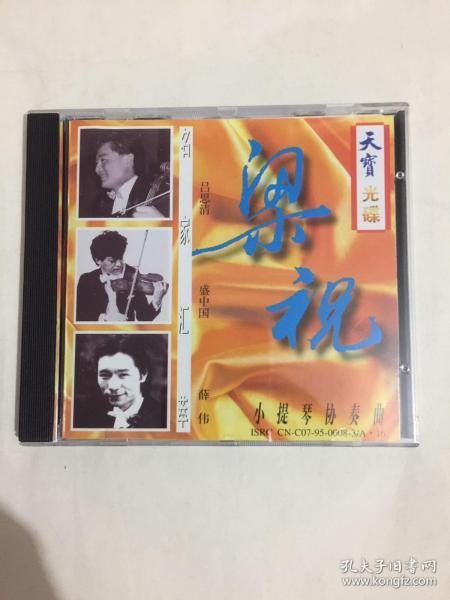 天寶
光碟
梁
祝
名家汇萃
吕思清
盛中国
薛伟
小提琴协奏曲
ISRC CN-C07-95-0008-3/A·J6
孔夫子旧书网
www.kongfz.com